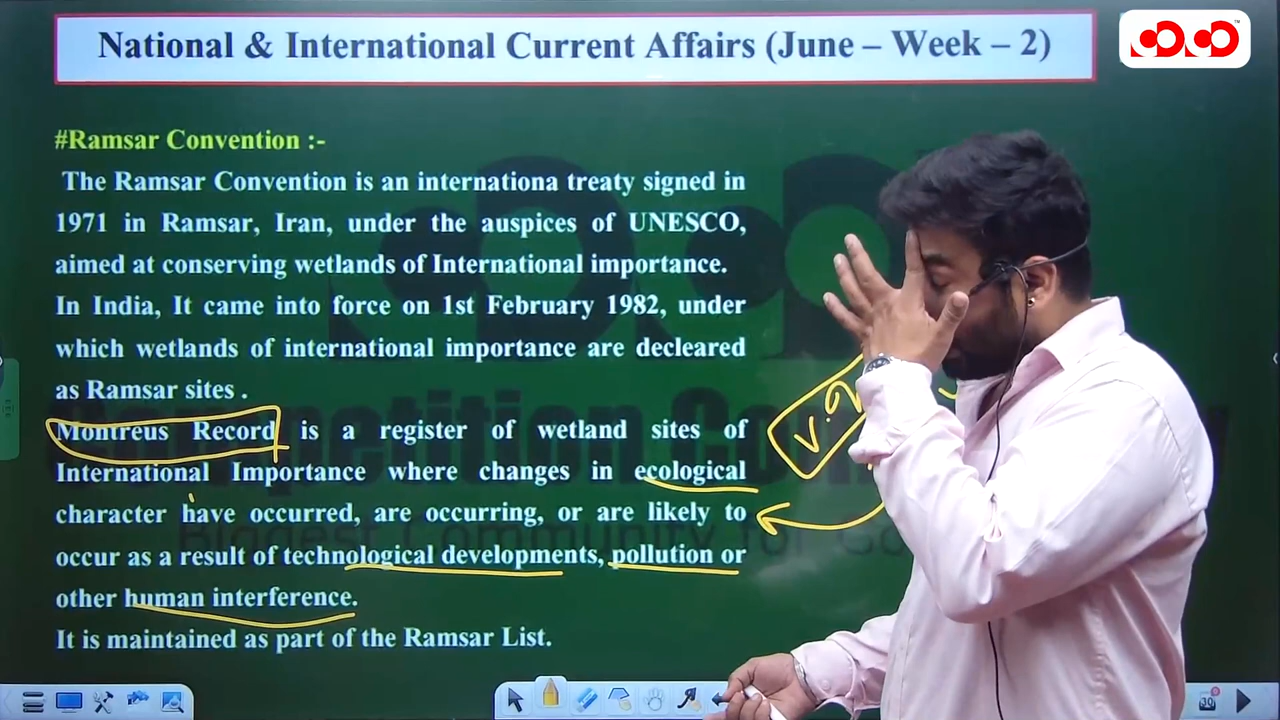 National & International Current Affairs (June – Week – 2)
#Ramsar Convention :-
The Ramsar Convention is an internationa treaty signed in
1971 in Ramsar, Iran, under the auspices of UNESCO,
aimed at conserving wetlands of International importance.
In India, It came into force on 1st February 1982, under
which wetlands of international importance are decleared
as Ramsar sites .
Montreus Record is a register of wetland sites of
International Importance where changes in ecological
character have occurred, are occurring, or are likely to
occur as a result of technological developments, pollution or
other human interference.
It is maintained as part of the Ramsar List.